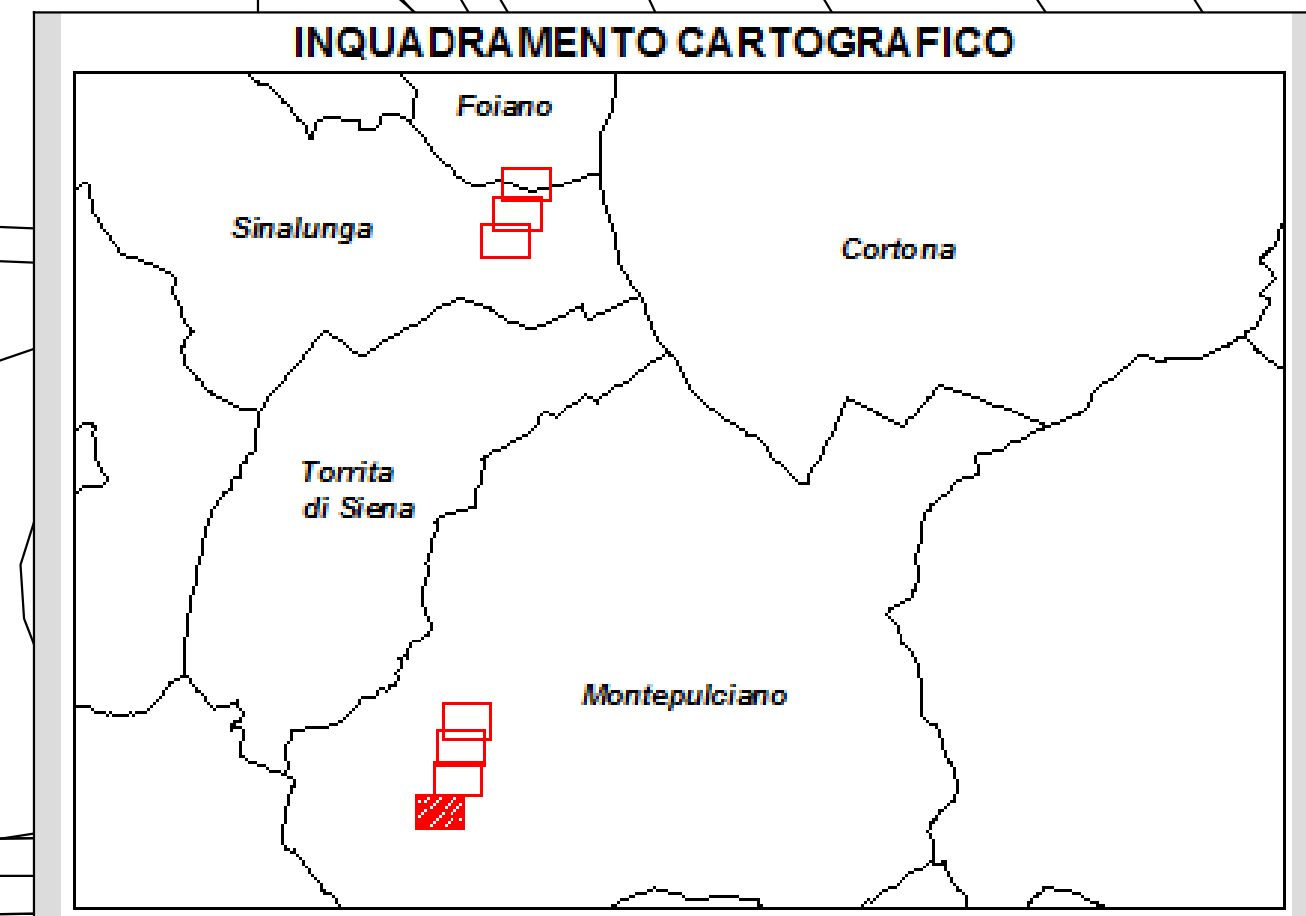 INQUADRAMENTO CARTOGRAFICO
Foiano
Sinalunga
Cortona
Torrita
di Siena
Montepulciano